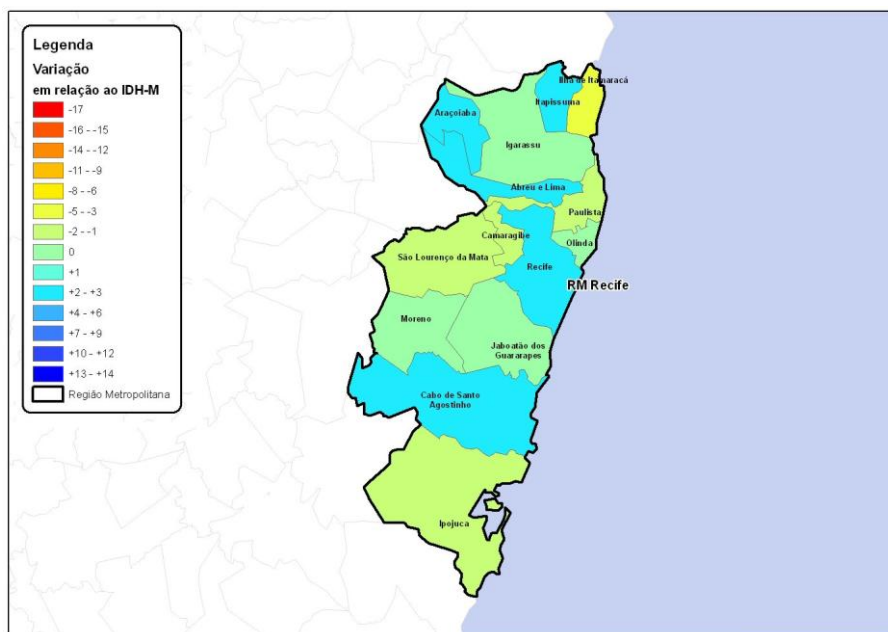 Legenda
Variação
em relação ao IDH-M
-17
-16 - -15
-14 - -12
-11 - -9
-8 - -6
-5 - -3
-2 - -1
0
+1
+2 - +3
+4 - +6
+7 - +9
+10 - +12
+13 - +14
Região Metropolitana
Ilha de Itamaracá
Itapissuma
Araçoiaba
Igarassu
Abreu e Lima
Paulista
Camaragibe
Olinda
São Lourenço da Mata
Recife
RM Recife
Moreno
Jaboatão dos
Guararapes
Cabo de Santo
Agostinho
Ipojuca